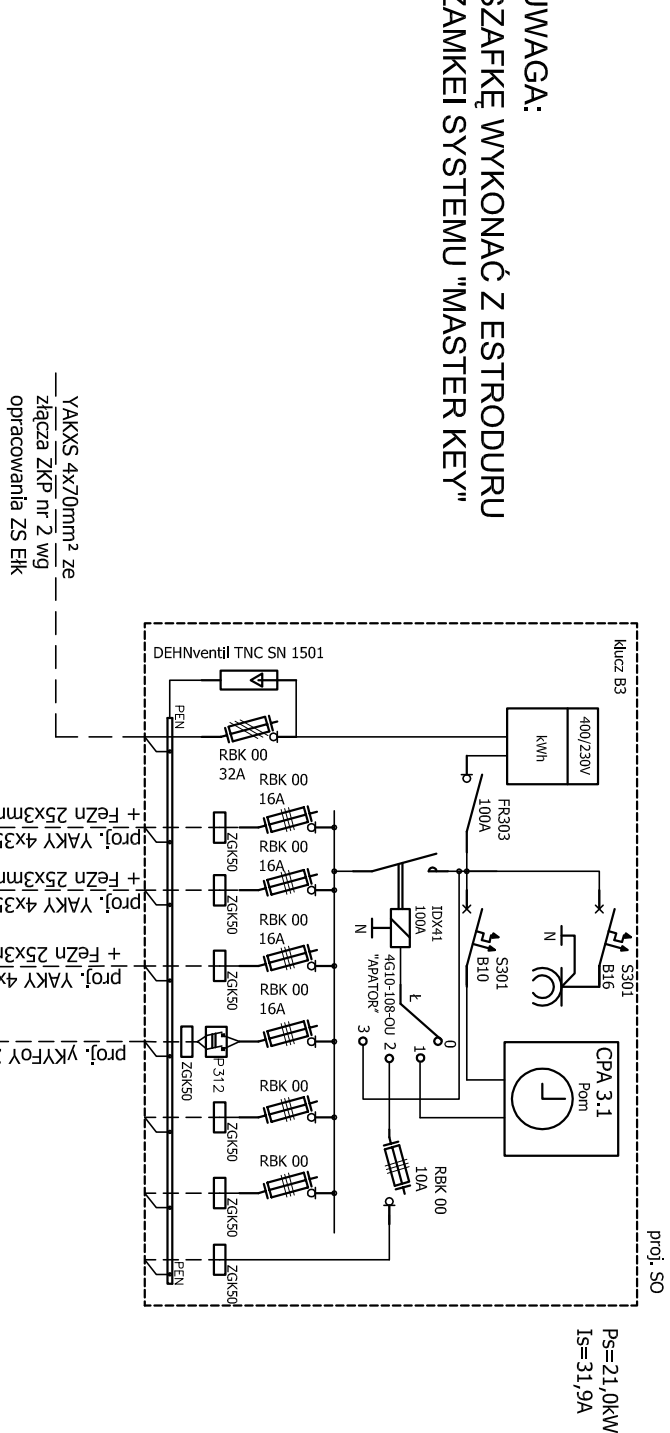 UWAGA:
SZAFKĘ WYKONAĆ Z ESTRODURU
ZAMKEI SYSTEMU "MASTER KEY"
proj. SO
Ps=21,0kW
Is=31,9A
klucz B3
400/230V
kWh
FR303
100A
S301
B16
N
S301
B10
CPA 3.1
Pom
IDX41
100A
N
4G10-108-OU
"APATOR"
Ł
0
1
2
3
RBK 00
10A
DEHNventil TNC SN 1501
RBK 00
32A
RBK 00
16A
RBK 00
16A
RBK 00
16A
RBK 00
16A
RBK 00
RBK 00
ZGK50
ZGK50
ZGK50
P312
ZGK50
ZGK50
ZGK50
ZGK50
PEN
PEN
YAKXS 4x70mm² ze
złącza ZKP nr 2 wg
opracowania ZS Ełk
proj. YAKY 4x35
+ FeZn 25x3mm
proj. YAKY 4x35
+ FeZn 25x3mm
proj. YAKY 4x
+ FeZn 25x3m
proj. yKYFoY